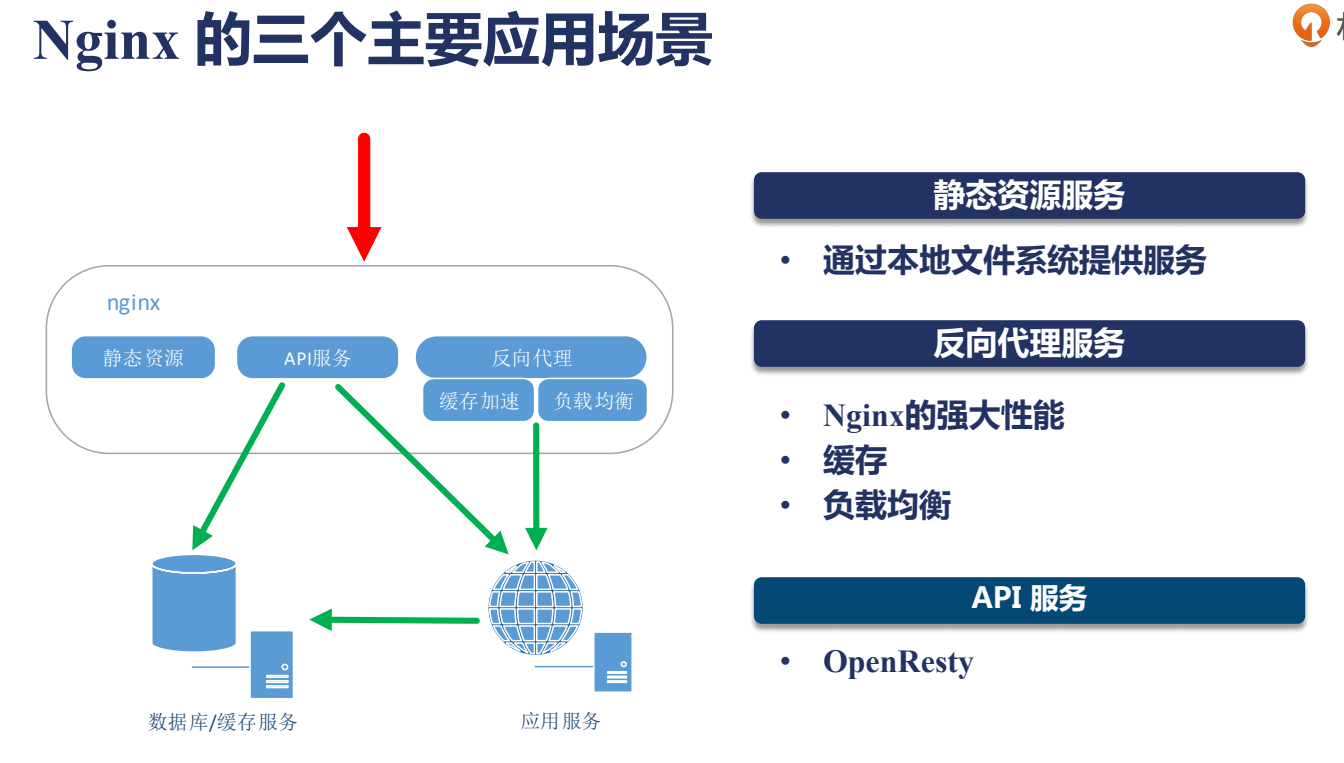 Nginx 的三个主要应用场景
nginx
静态资源
API服务
反向代理
缓存加速
负载均衡
数据库/缓存服务
应用服务
静态资源服务
• 通过本地文件系统提供服务
反向代理服务
• Nginx的强大性能
• 缓存
• 负载均衡
API 服务
• OpenResty